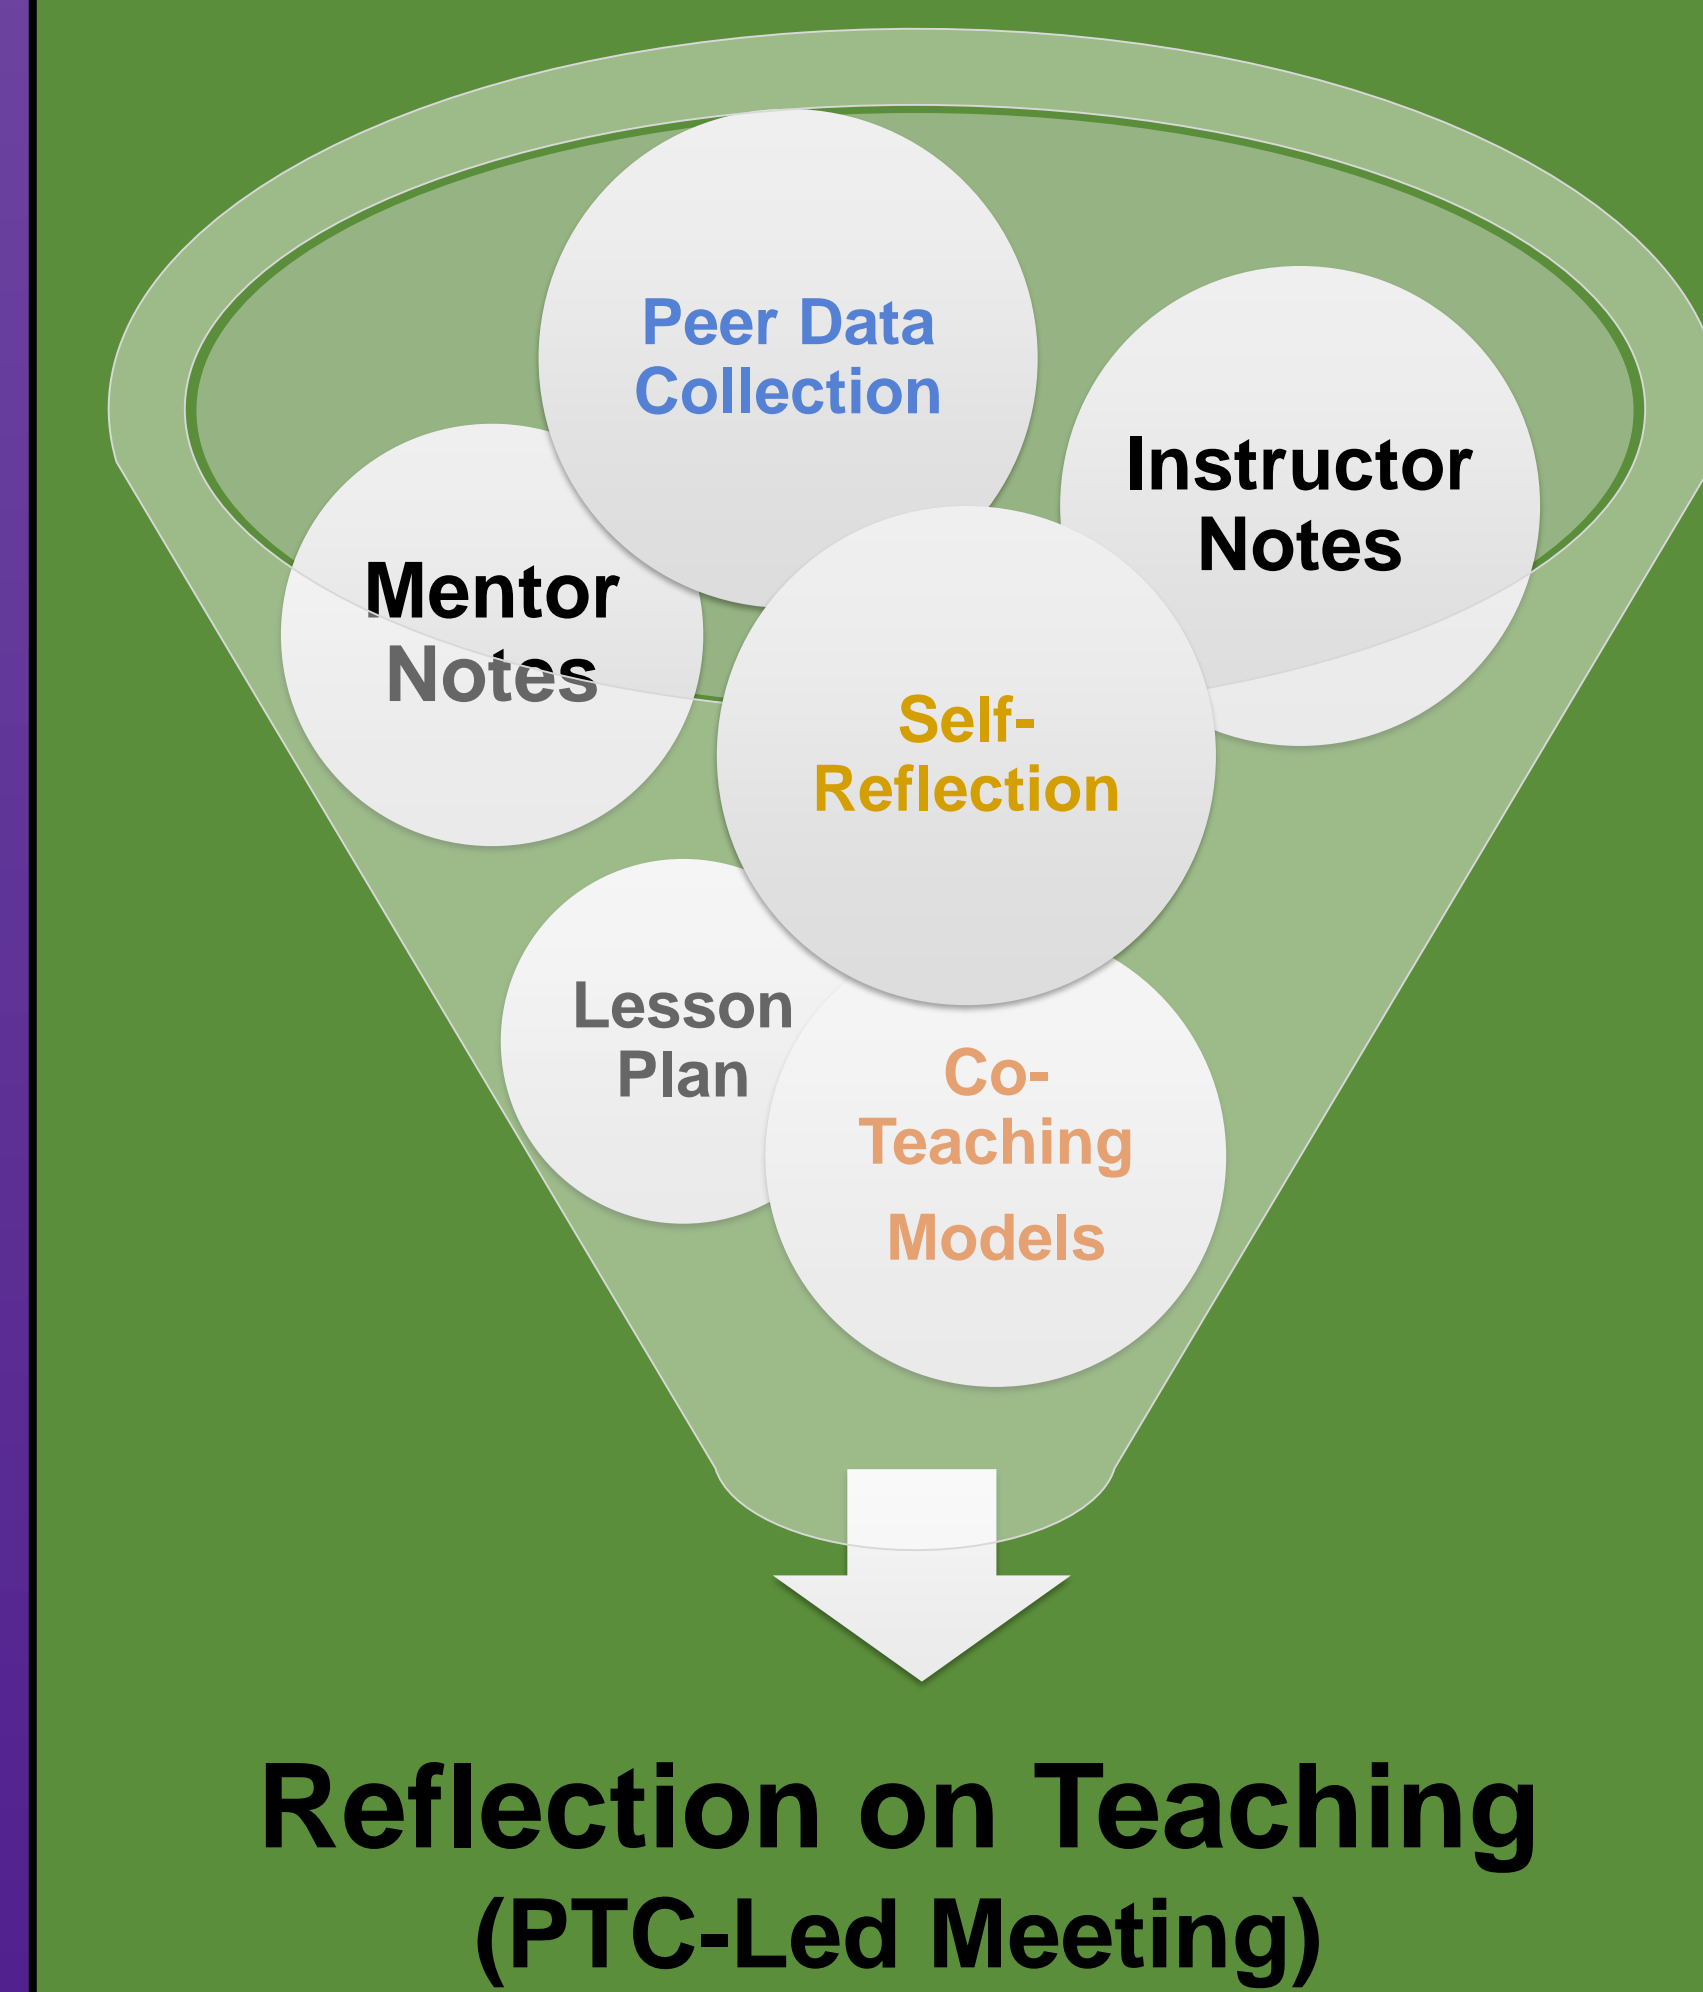 Peer Data
Collection
Instructor
Notes
Mentor
Notes
Self-
Reflection
Lesson
Plan
Co-
Teaching
Models
Reflection on Teaching
(PTC-Led Meeting)